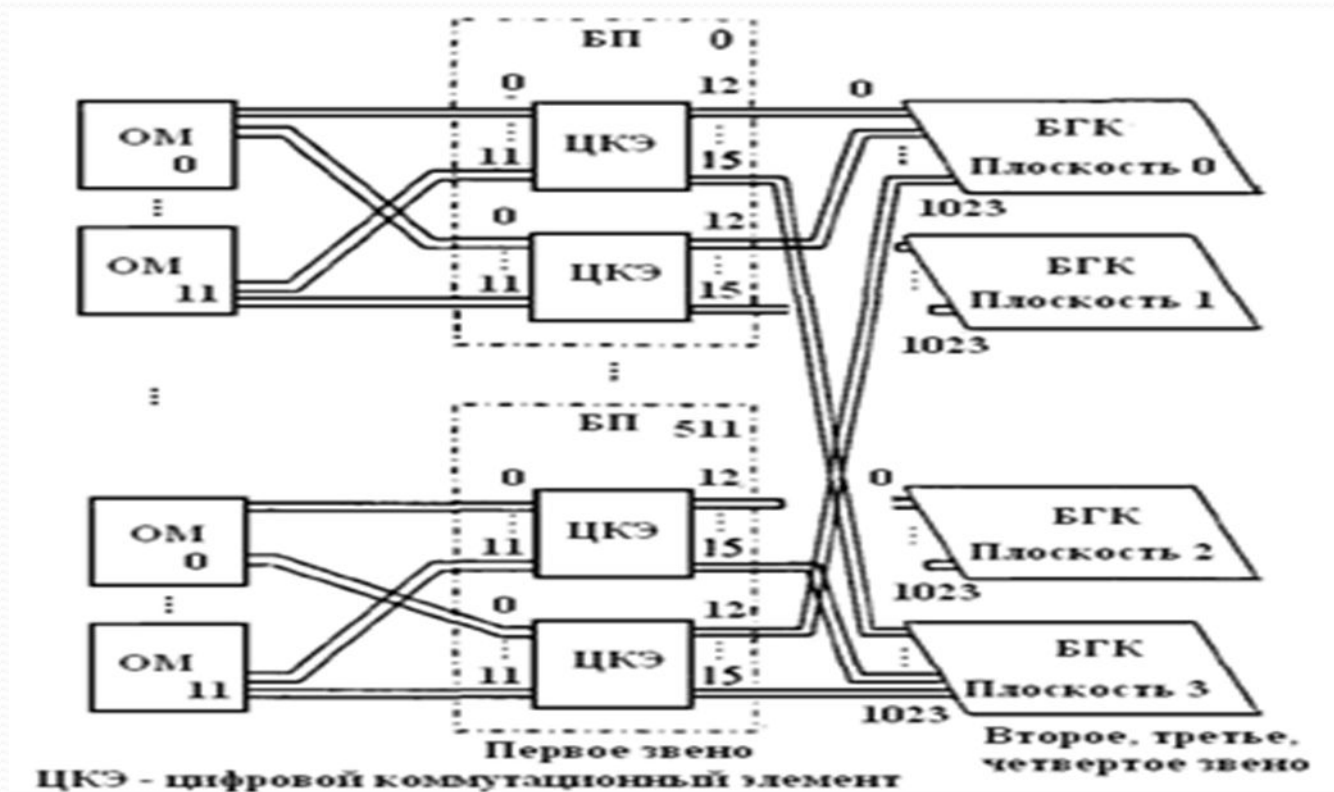 БП 0
0 12 0
ОМ
0
ЦКЭ
11 15
БГК
Плоскость 0
1023
0 12
ОМ
11
ЦКЭ
11 15
БГК
Плоскость 1
1023
БП 511
0 12 0
ОМ
0
ЦКЭ
11 15
БГК
Плоскость 2
1023
0 12
ОМ
11
ЦКЭ
11 15
БГК
Плоскость 3
1023
Первое звено
Второе, третье,
четвертое звено
ЦКЭ - цифровой коммутационный элемент